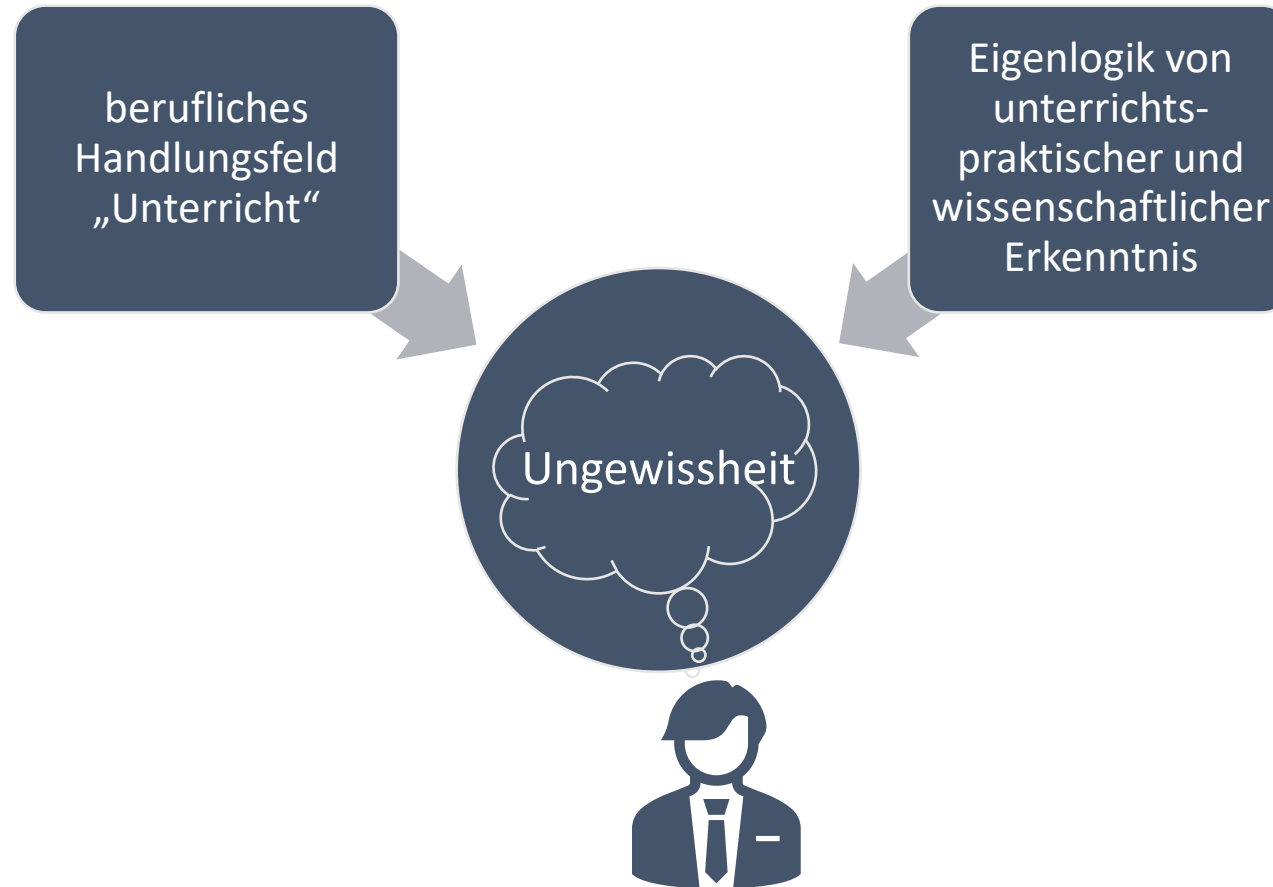 berufliches
Handlungsfeld
„Unterricht“
Eigenlogik von
unterrichts-
praktischer und
wissenschaftlicher
Erkenntnis
Ungewissheit